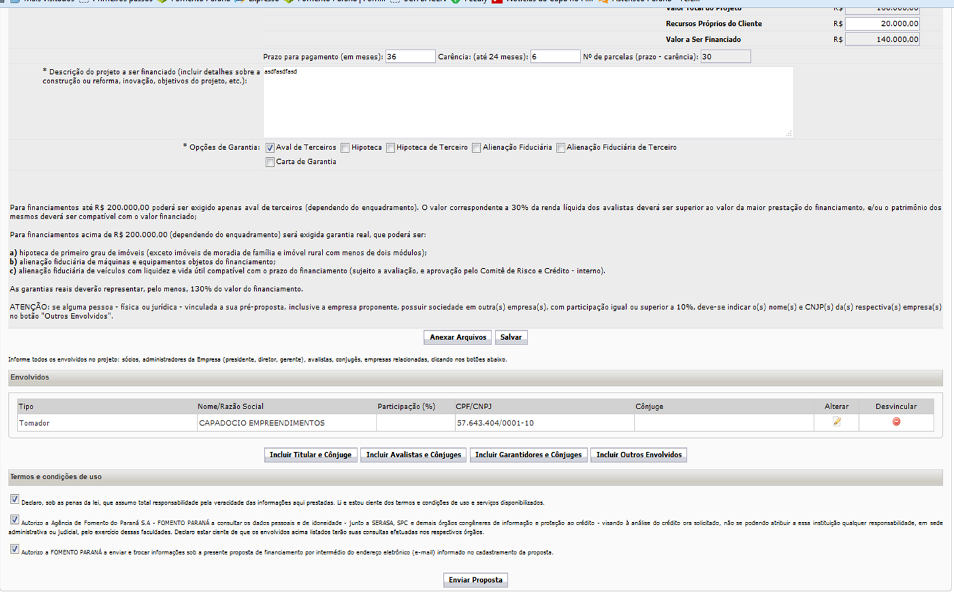 Valor Total do Projeto R$
Recursos Próprios do Cliente R$ 20.000,00
Valor a Ser Financiado R$ 140.000,00
Prazo para pagamento (em meses): 36 Carência: (até 24 meses): 6 Nº de parcelas (prazo - carência): 30
* Descrição do projeto a ser financiado (incluir detalhes sobre a
construção ou reforma, inovação, objetivos do projeto, etc.):
asdfasdfasd
* Opções de Garantia: Aval de Terceiros Hipoteca Hipoteca de Terceiro Alienação Fiduciária Alienação Fiduciária de Terceiro
Carta de Garantia
Para financiamentos até R$ 200.000,00 poderá ser exigido apenas aval de terceiros (dependendo do enquadramento). O valor correspondente a 30% da renda líquida dos avalistas deverá ser superior ao valor da maior prestação do financiamento, e/ou o patrimônio dos
mesmos deverá ser compatível com o valor financiado;
Para financiamentos acima de R$ 200.000,00 (dependendo do enquadramento) será exigida garantia real, que poderá ser:
a) hipoteca de primeiro grau de imóveis (exceto imóveis de moradia de família e imóvel rural com menos de dois módulos);
b) alienação fiduciária de máquinas e equipamentos objetos do financiamento;
c) alienação fiduciária de veículos com liquidez e vida útil compatível com o prazo do financiamento (sujeito a avaliação, e aprovação pelo Comitê de Risco e Crédito - interno).
As garantias reais deverão representar, pelo menos, 130% do valor do financiamento.
ATENÇÃO: se alguma pessoa - física ou jurídica - vinculada a sua pré-proposta, inclusive a empresa proponente, possuir sociedade em outra(s) empresa(s), com participação igual ou superior a 10%, deve-se indicar o(s) nome(s) e CNPJ(s) da(s) respectiva(s) empresa(s)
no botão "Outros Envolvidos".
Anexar Arquivos Salvar
Informe todos os envolvidos no projeto: sócios, administradores da Empresa (presidente, diretor, gerente), avalistas, conjugês, empresas relacionadas, clicando nos botões abaixo.
Envolvidos
Tipo Nome/Razão Social Participação (%) CPF/CNPJ Cônjuge Alterar Desvincular
Tomador CAPADOCIO EMPREENDIMENTOS 57.643.404/0001-10
Incluir Titular e Cônjuge Incluir Avalistas e Cônjuges Incluir Garantidores e Cônjuges Incluir Outros Envolvidos
Termos e condições de uso
Declaro, sob as penas da lei, que assumo total responsabilidade pela veracidade das informações aqui prestadas. Li e estou ciente dos termos e condições de uso e serviços disponibilizados.
Autorizo a Agência de Fomento do Paraná S.A - FOMENTO PARANÁ a consultar os dados pessoais e de idoneidade - junto a SERASA, SPC e demais órgãos congêneres de informação e proteção ao crédito - visando à análise do crédito ora solicitado, não se podendo atribuir a essa instituição qualquer responsabilidade, em sede
administrativa ou judicial, pelo exercício dessas faculdades. Declaro estar ciente de que os envolvidos acima listados terão suas consultas efetuadas nos respectivos órgãos.
Autorizo a FOMENTO PARANÁ a enviar e trocar informações sobre a presente proposta de financiamento por intermédio do endereço eletrônico (e-mail) informado no cadastramento da proposta.
Enviar Proposta